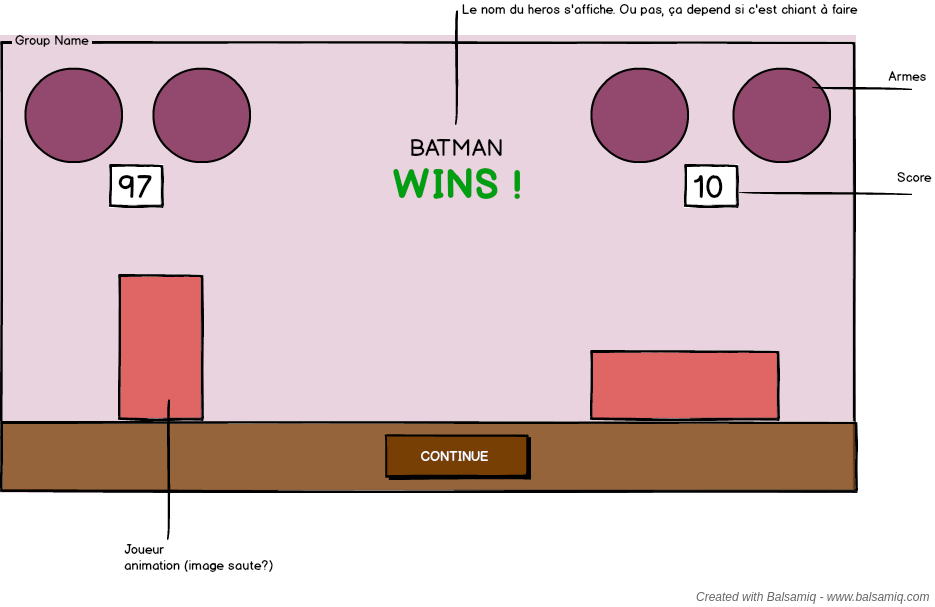 Le nom du heros s'affiche. Ou pas, ça depend si c'est chiant à faire
Group Name
Armes
BATMAN
WINS !
97
10
Score
CONTINUE
Joueur
animation (image saute?)
Created with Balsamiq - www.balsamiq.com